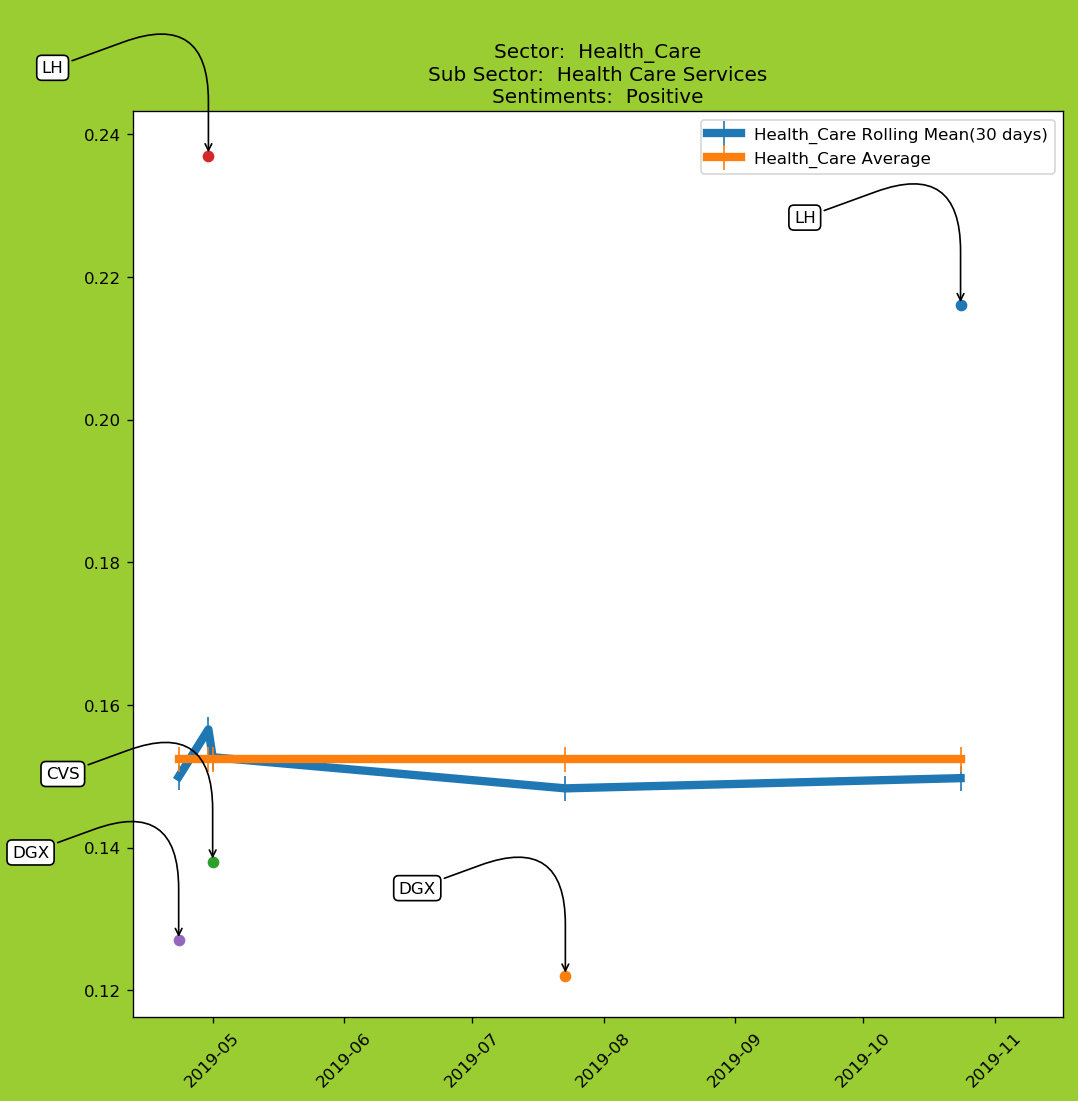 Sector:  Health_Care
Sub Sector:  Health Care Services
Sentiments:  Positive
Health_Care Rolling Mean(30 days)
Health_Care Average
LH
LH
CVS
DGX
DGX
0.24
0.22
0.20
0.18
0.16
0.14
0.12
2019-05
2019-06
2019-07
2019-08
2019-09
2019-10
2019-11